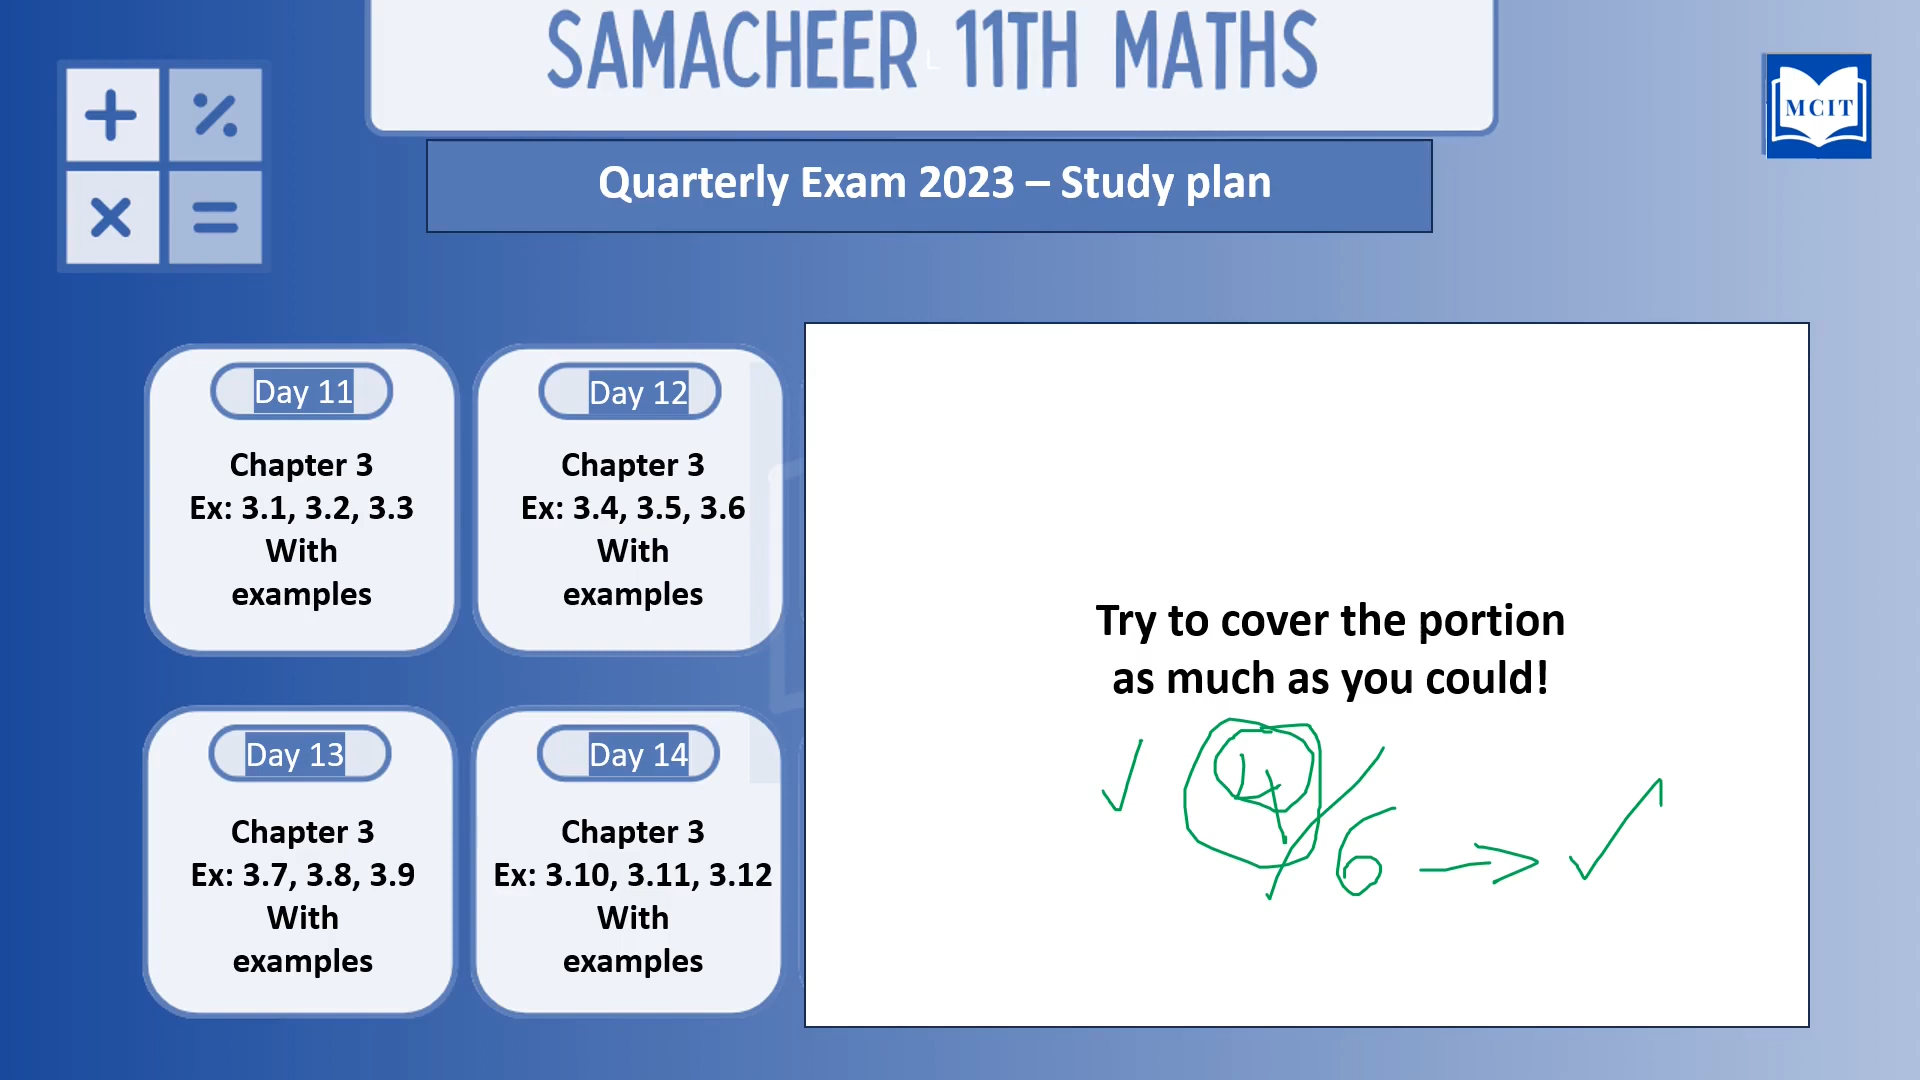 SAMACHEER 11TH MATHS
MCIT
Quarterly Exam 2023 – Study plan
Day 11
Chapter 3
Ex: 3.1, 3.2, 3.3
With
examples
Day 12
Chapter 3
Ex: 3.4, 3.5, 3.6
With
examples
Day 13
Chapter 3
Ex: 3.7, 3.8, 3.9
With
examples
Day 14
Chapter 3
Ex: 3.10, 3.11, 3.12
With
examples
Try to cover the portion
as much as you could!
✓ 4/6 → ✓